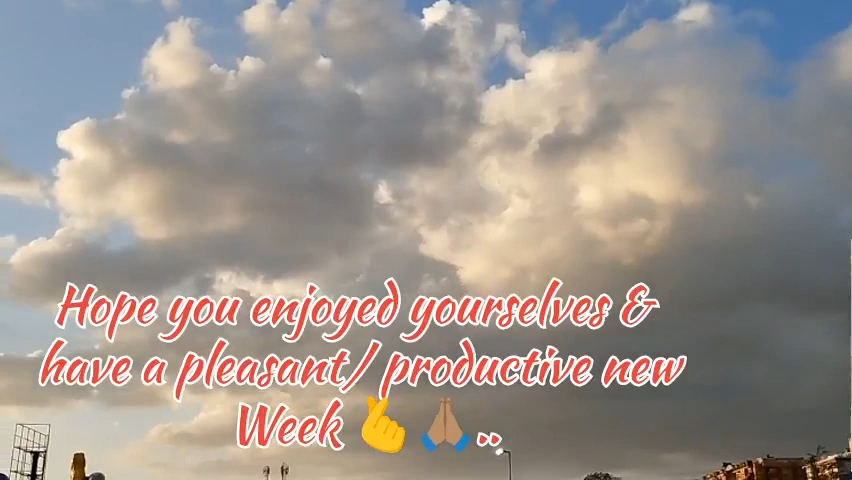 Hope you enjoyed yourselves &
have a pleasant/ productive new
Week 🫰 🙏🏽..